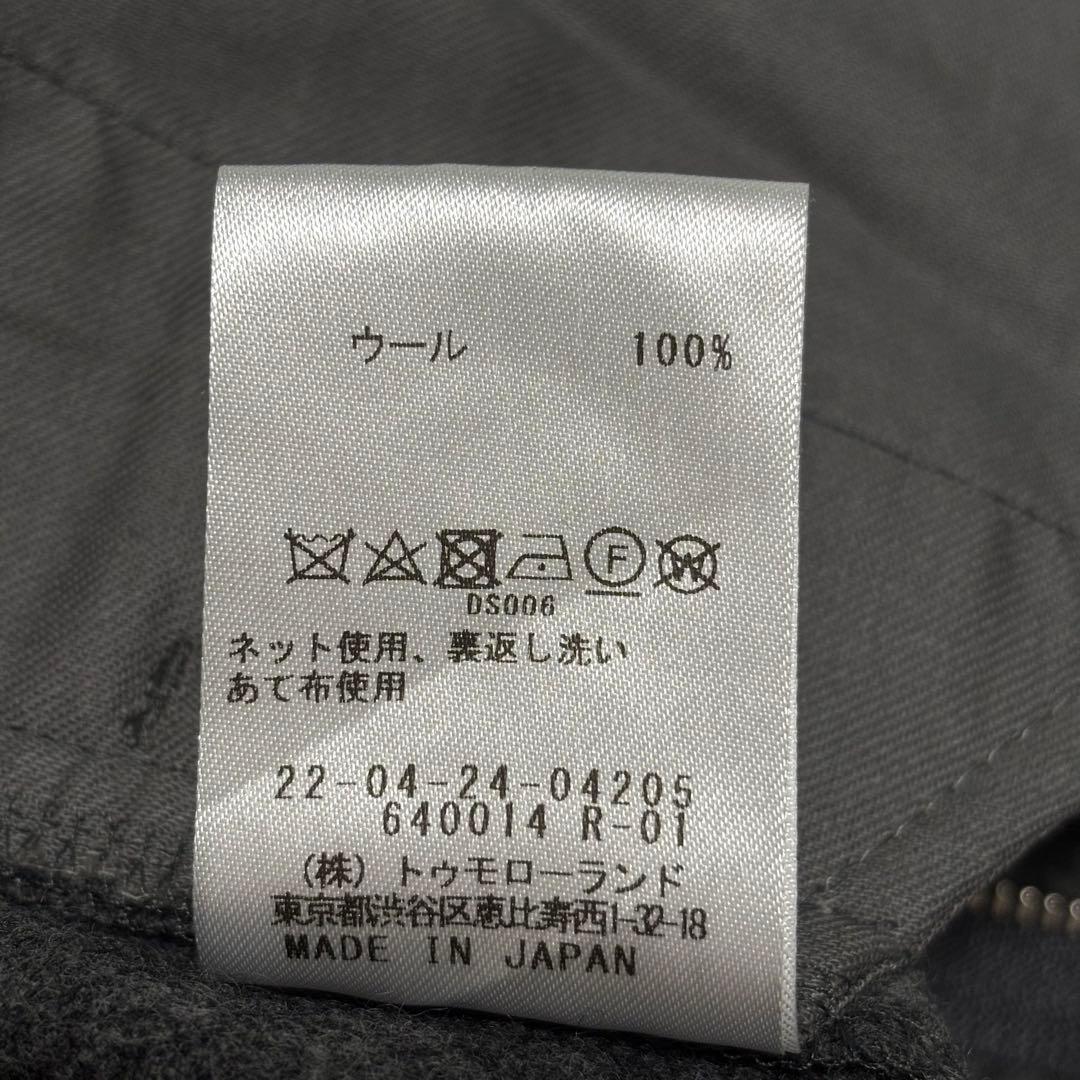 ウール 100%
F W
DS006
ネット使用、裏返し洗い
あて布使用
22-04-24-04205
640014 R-01
(株)トゥモローランド
東京都渋谷区恵比寿西1-32-18
MADE IN JAPAN